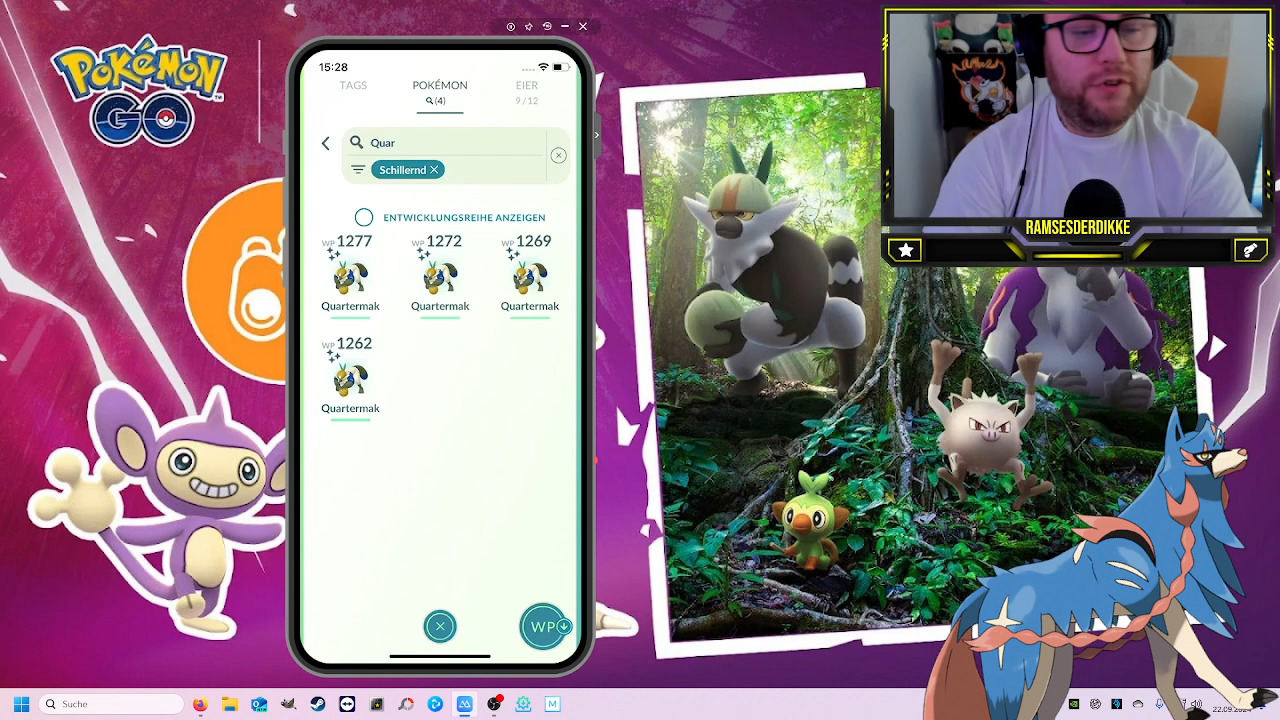 POKÉMON
GO
15:28
TAGS
POKÉMON
(4)
EIER
9 / 12
Quar
Schillernd
ENTWICKLUNGSREIHE ANZEIGEN
WP 1277
WP 1272
WP 1269
Quartermak
Quartermak
Quartermak
WP 1262
Quartermak
WP
RAMSESDERDIKKE
Suche